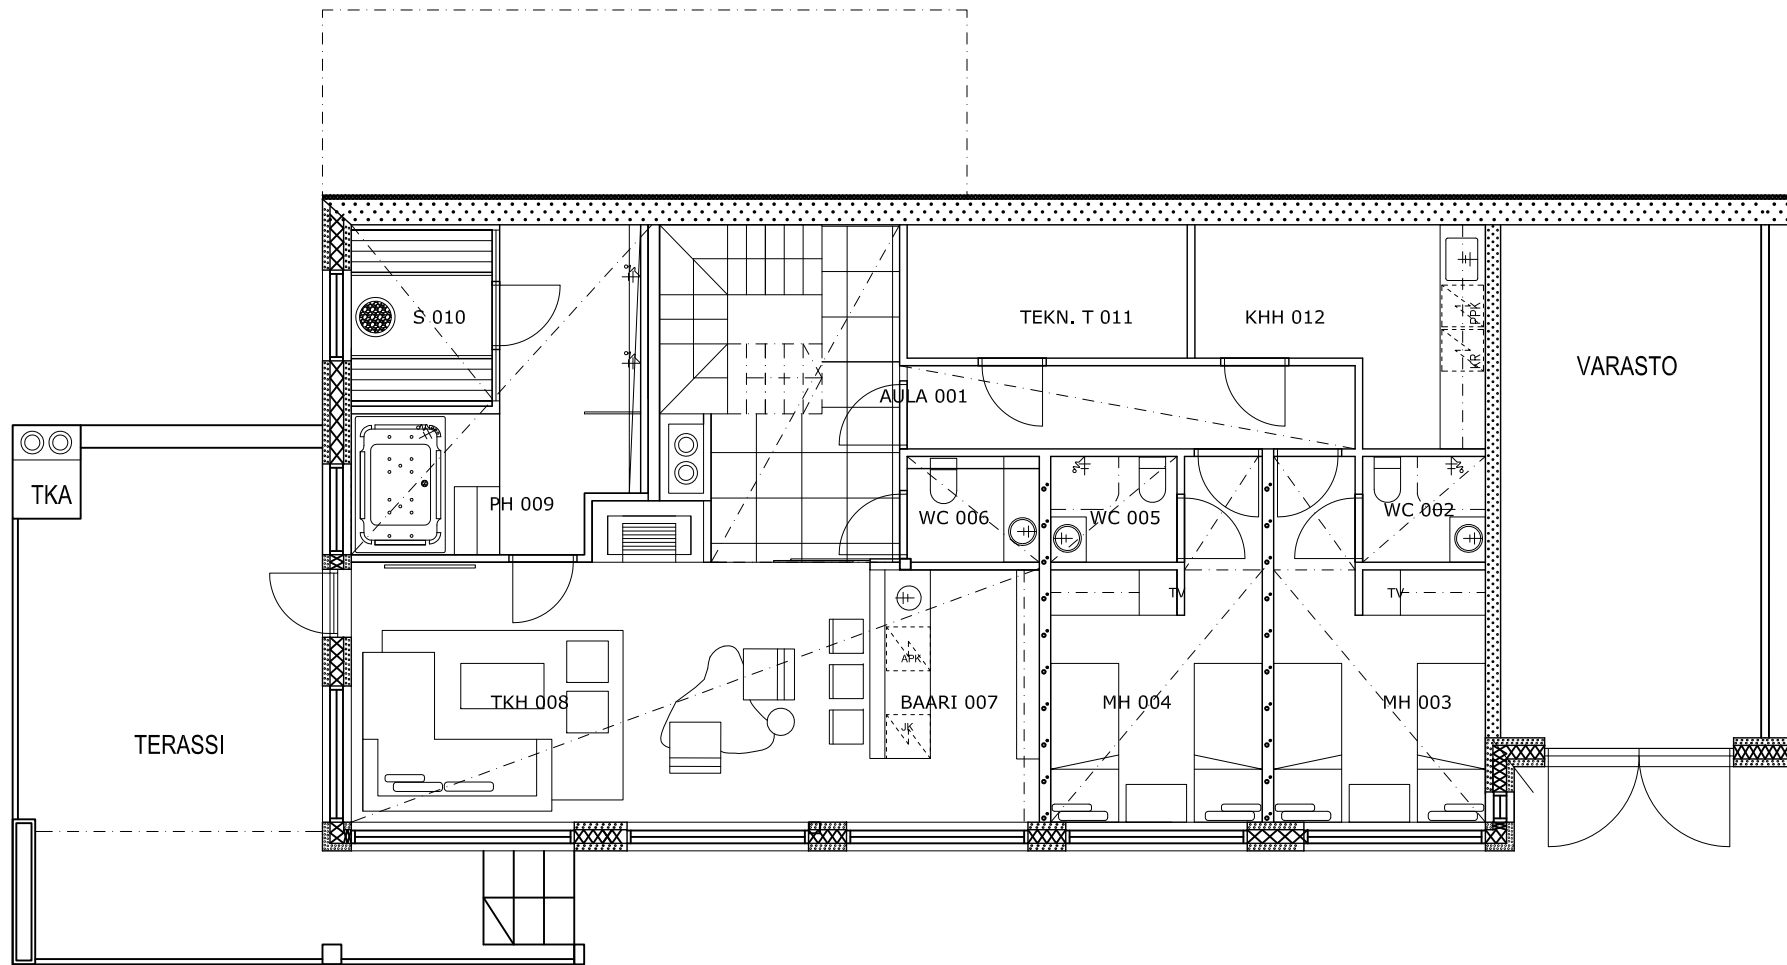 S 010
TEKN. T 011
KHH 012
PPK
KR
VARASTO
AULA 001
TKA
PH 009
WC 006
WC 005
WC 002
TV
TV
APK
TKH 008
BAARI 007
MH 004
MH 003
JK
TERASSI